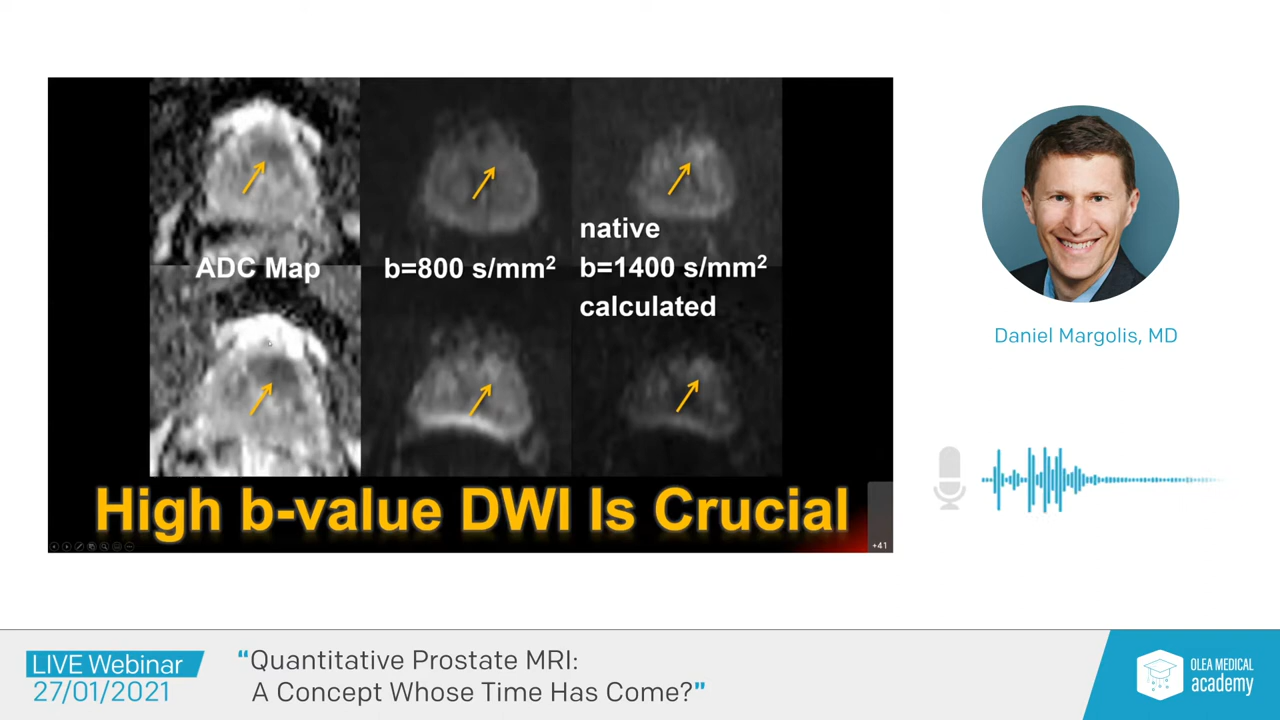 native
ADC Map b=800 s/mm² b=1400 s/mm²
calculated
High b-value DWI Is Crucial
+41
Daniel Margolis, MD
LIVE Webinar
27/01/2021
“Quantitative Prostate MRI:
A Concept Whose Time Has Come?”
OLEA MEDICAL
academy